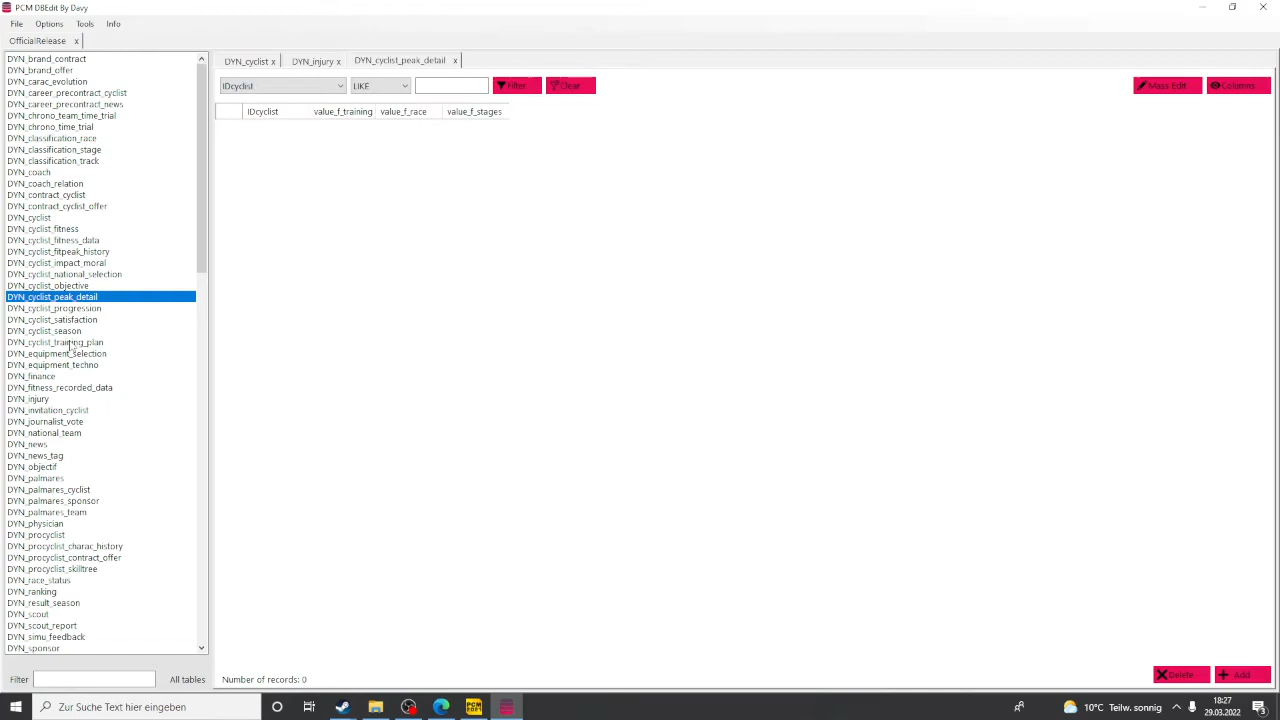 PCM DBEdit By Davy
File Options Tools Info
OfficialRelease x
DYN_brand_contract
DYN_brand_offer
DYN_carac_evolution
DYN_career_precontract_cyclist
DYN_career_precontract_news
DYN_chrono_team_time_trial
DYN_chrono_time_trial
DYN_classification_race
DYN_classification_stage
DYN_classification_track
DYN_coach
DYN_coach_relation
DYN_contract_cyclist
DYN_contract_cyclist_offer
DYN_cyclist
DYN_cyclist_fitness
DYN_cyclist_fitness_data
DYN_cyclist_fitpeak_history
DYN_cyclist_impact_moral
DYN_cyclist_national_selection
DYN_cyclist_objective
DYN_cyclist_peak_detail
DYN_cyclist_progression
DYN_cyclist_satisfaction
DYN_cyclist_season
DYN_cyclist_training_plan
DYN_equipment_selection
DYN_equipment_techno
DYN_finance
DYN_fitness_recorded_data
DYN_injury
DYN_invitation_cyclist
DYN_journalist_vote
DYN_national_team
DYN_news
DYN_news_tag
DYN_objectif
DYN_palmares
DYN_palmares_cyclist
DYN_palmares_sponsor
DYN_palmares_team
DYN_physician
DYN_procyclist
DYN_procyclist_charac_history
DYN_procyclist_contract_offer
DYN_procyclist_skilltree
DYN_race_status
DYN_ranking
DYN_result_season
DYN_scout
DYN_scout_report
DYN_simu_feedback
DYN_sponsor
Filter All tables
DYN_cyclist x DYN_injury x DYN_cyclist_peak_detail x
IDcyclist LIKE Filter Clear Mass Edit Columns
IDcyclist value_f_training value_f_race value_f_stages
Number of records: 0 Delete Add
Zur Suche Text hier eingeben
PCM 2021
10°C Teilw. sonnig
18:27
29.03.2022
3